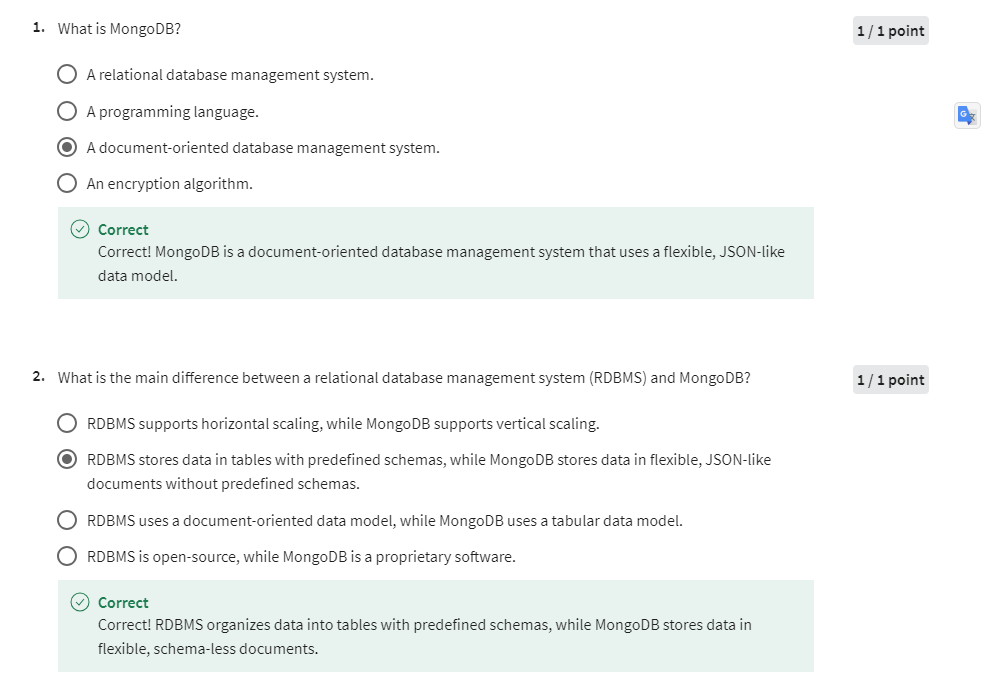 1. What is MongoDB?
1 / 1 point
A relational database management system.
A programming language.
A document-oriented database management system.
An encryption algorithm.
Correct
Correct! MongoDB is a document-oriented database management system that uses a flexible, JSON-like
data model.
2. What is the main difference between a relational database management system (RDBMS) and MongoDB?
1 / 1 point
RDBMS supports horizontal scaling, while MongoDB supports vertical scaling.
RDBMS stores data in tables with predefined schemas, while MongoDB stores data in flexible, JSON-like
documents without predefined schemas.
RDBMS uses a document-oriented data model, while MongoDB uses a tabular data model.
RDBMS is open-source, while MongoDB is a proprietary software.
Correct
Correct! RDBMS organizes data into tables with predefined schemas, while MongoDB stores data in
flexible, schema-less documents.